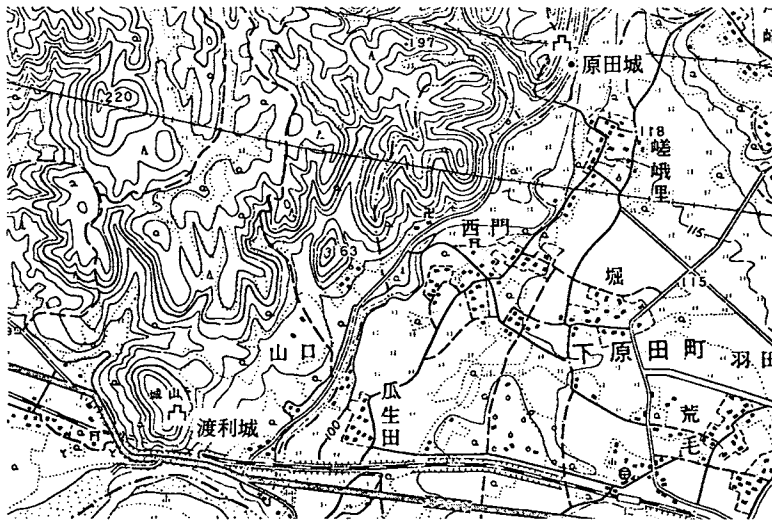 197
原田城
220
118
嵯峨里
西門
115
163
堀
115
山口
下原田町
羽田
城山
瓜生田
荒毛
渡利城
100